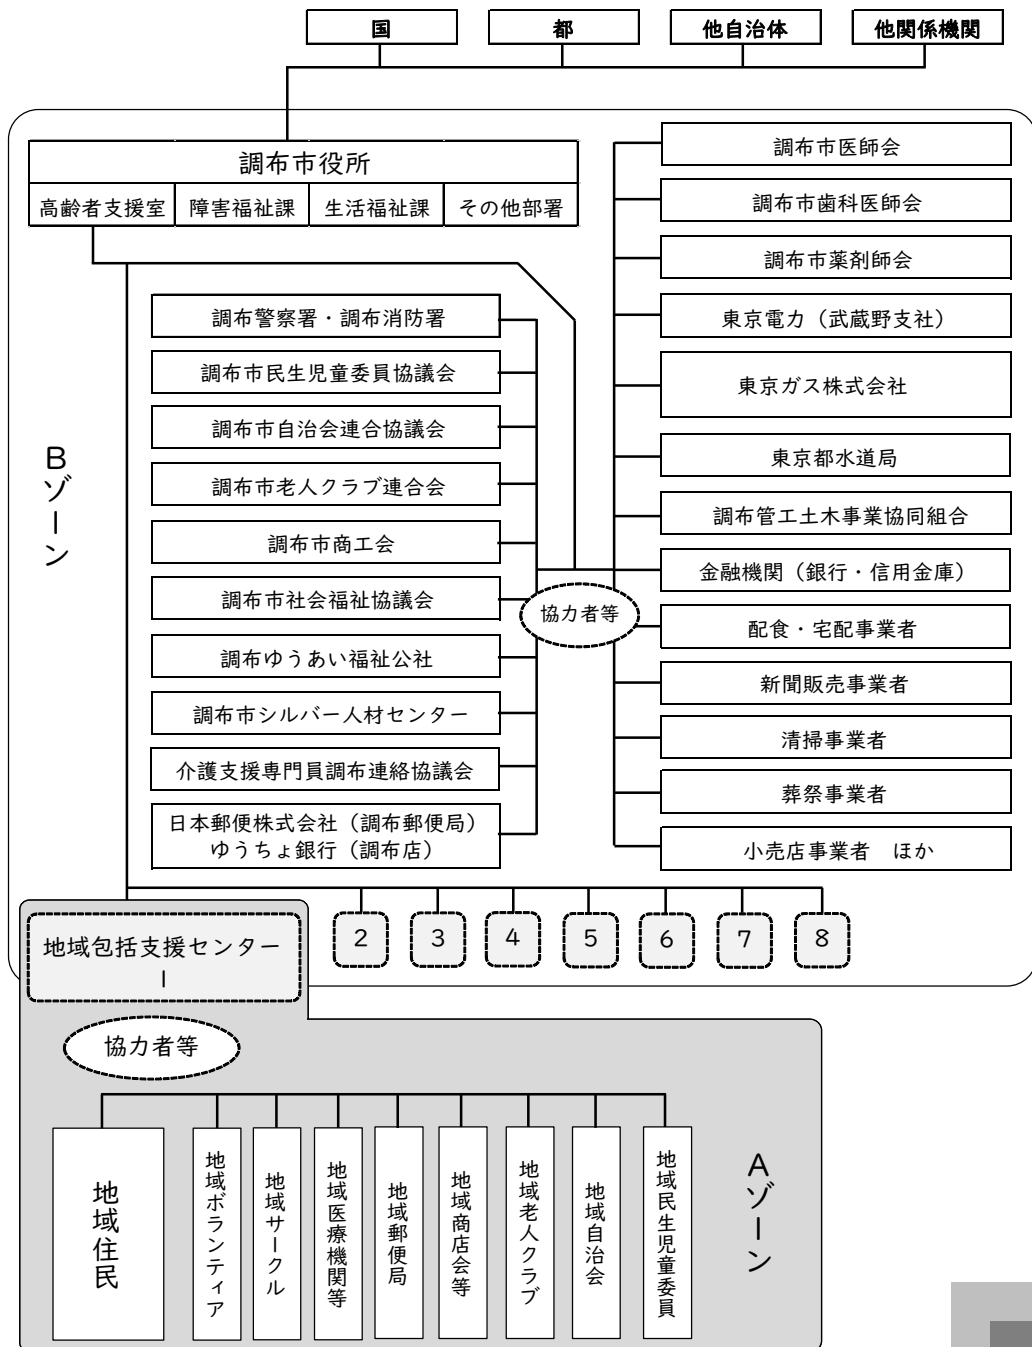 国
都
他自治体
他関係機関
調布市役所
高齢者支援室
障害福祉課
生活福祉課
その他部署
調布警察署・調布消防署
調布市民生児童委員協議会
調布市自治会連合協議会
調布市老人クラブ連合会
調布市商工会
調布市社会福祉協議会
調布ゆうあい福祉公社
調布市シルバー人材センター
介護支援専門員調布連絡協議会
日本郵便株式会社（調布郵便局）
ゆうちょ銀行（調布店）
協力者等
調布市医師会
調布市歯科医師会
調布市薬剤師会
東京電力（武蔵野支社）
東京ガス株式会社
東京都水道局
調布管工土木事業協同組合
金融機関（銀行・信用金庫）
配食・宅配事業者
新聞販売事業者
清掃事業者
葬祭事業者
小売店事業者　ほか
Bゾーン
地域包括支援センター
1
2
3
4
5
6
7
8
協力者等
地域住民
地域ボランティア
地域サークル
地域医療機関等
地域郵便局
地域商店会等
地域老人クラブ
地域自治会
地域民生児童委員
Aゾーン